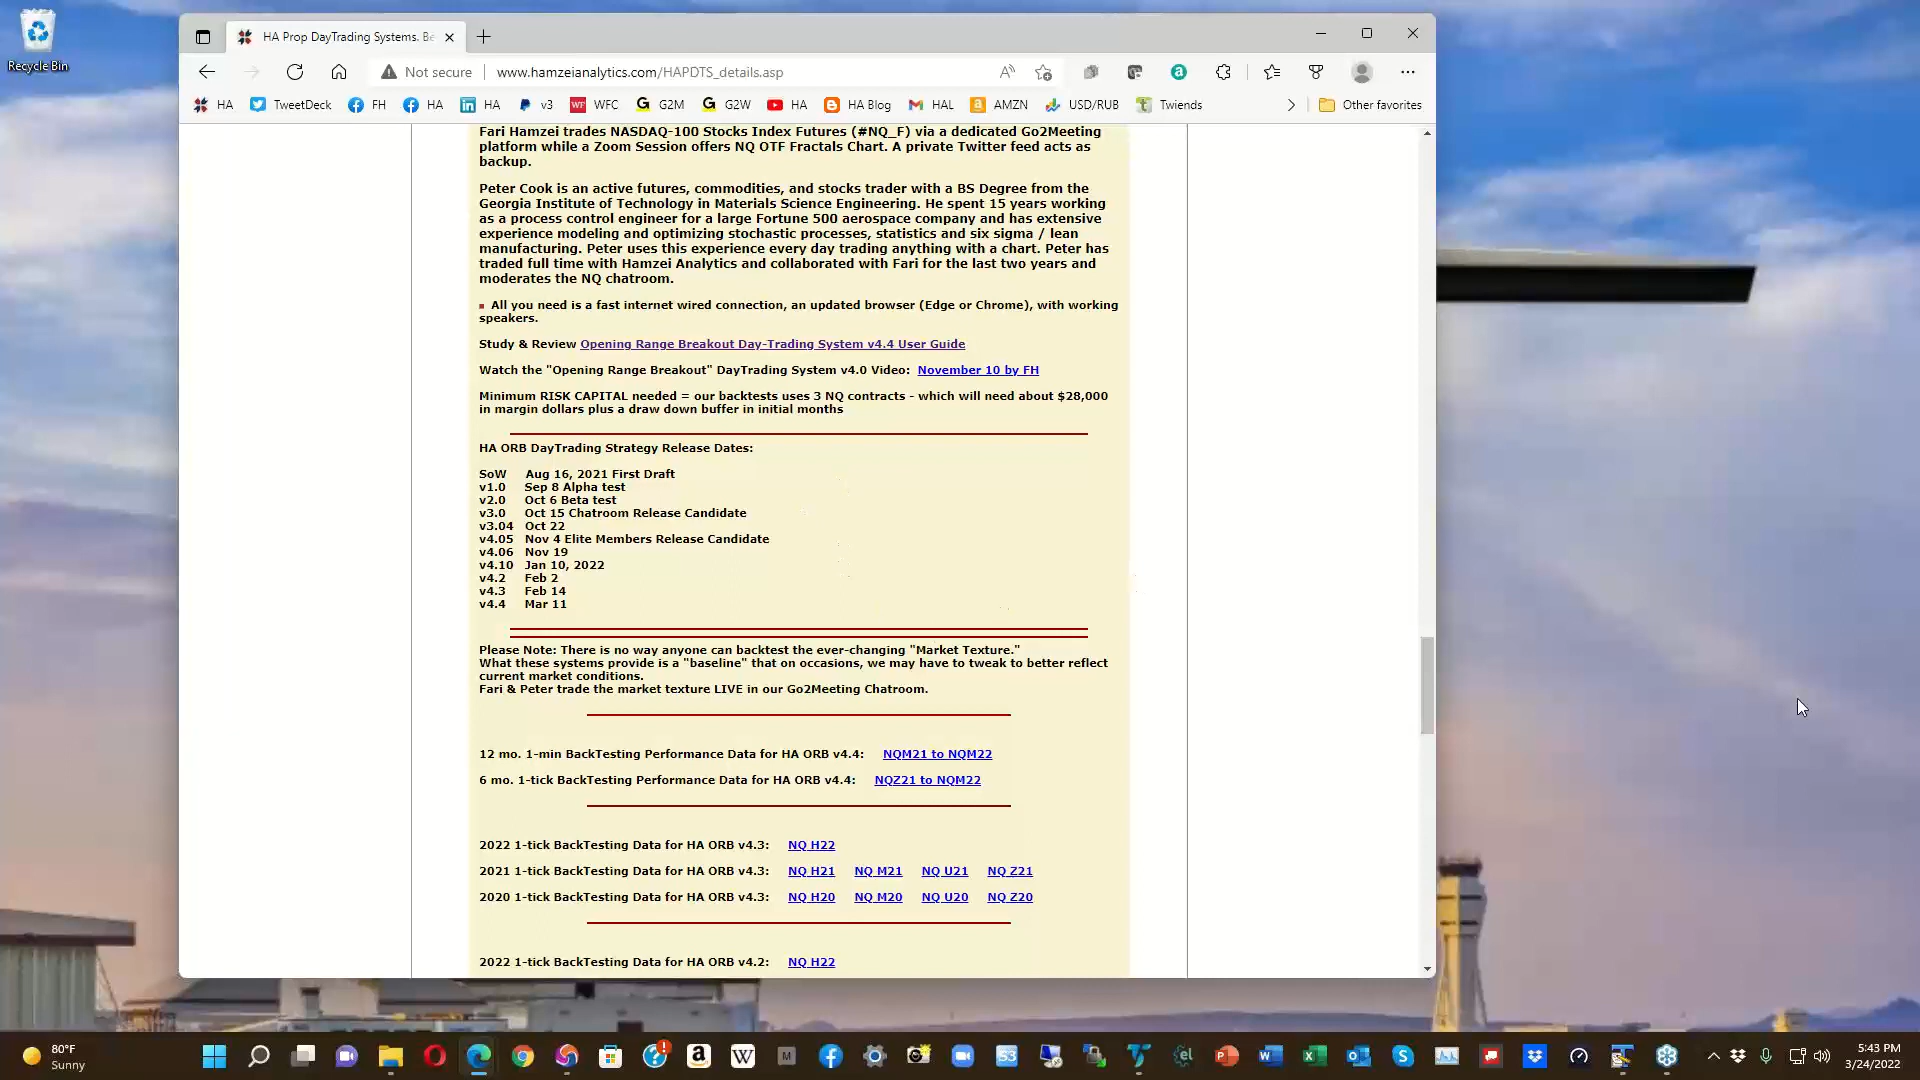 Recycle Bin
HA Prop DayTrading Systems. Be
Not secure
www.hamzeianalytics.com/HAPDTS_details.asp
HA TweetDeck FH HA HA v3 WFC G2M G2W HA HA Blog HAL AMZN USD/RUB Twiends Other favorites
Fari Hamzei trades NASDAQ-100 Stocks Index Futures (#NQ_F) via a dedicated Go2Meeting
platform while a Zoom Session offers NQ OTF Fractals Chart. A private Twitter feed acts as
backup.
Peter Cook is an active futures, commodities, and stocks trader with a BS Degree from the
Georgia Institute of Technology in Materials Science Engineering. He spent 15 years working
as a process control engineer for a large Fortune 500 aerospace company and has extensive
experience modeling and optimizing stochastic processes, statistics and six sigma / lean
manufacturing. Peter uses this experience every day trading anything with a chart. Peter has
traded full time with Hamzei Analytics and collaborated with Fari for the last two years and
moderates the NQ chatroom.
All you need is a fast internet wired connection, an updated browser (Edge or Chrome), with working
speakers.
Study & Review Opening Range Breakout Day-Trading System v4.4 User Guide
Watch the "Opening Range Breakout" DayTrading System v4.0 Video: November 10 by FH
Minimum RISK CAPITAL needed = our backtests uses 3 NQ contracts - which will need about $28,000
in margin dollars plus a draw down buffer in initial months
HA ORB DayTrading Strategy Release Dates:
SoW Aug 16, 2021 First Draft
v1.0 Sep 8 Alpha test
v2.0 Oct 6 Beta test
v3.0 Oct 15 Chatroom Release Candidate
v3.04 Oct 22
v4.05 Nov 4 Elite Members Release Candidate
v4.06 Nov 19
v4.10 Jan 10, 2022
v4.2 Feb 2
v4.3 Feb 14
v4.4 Mar 11
Please Note: There is no way anyone can backtest the ever-changing "Market Texture."
What these systems provide is a "baseline" that on occasions, we may have to tweak to better reflect
current market conditions.
Fari & Peter trade the market texture LIVE in our Go2Meeting Chatroom.
12 mo. 1-min BackTesting Performance Data for HA ORB v4.4: NQM21 to NQM22
6 mo. 1-tick BackTesting Performance Data for HA ORB v4.4: NQZ21 to NQM22
2022 1-tick BackTesting Data for HA ORB v4.3: NQ H22
2021 1-tick BackTesting Data for HA ORB v4.3: NQ H21 NQ M21 NQ U21 NQ Z21
2020 1-tick BackTesting Data for HA ORB v4.3: NQ H20 NQ M20 NQ U20 NQ Z20
2022 1-tick BackTesting Data for HA ORB v4.2: NQ H22
80°F
Sunny
5:43 PM
3/24/2022